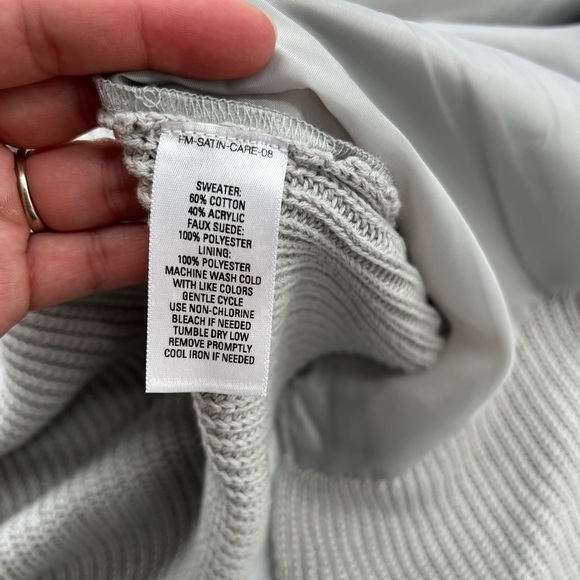 FM-SATIN-CARE-08
SWEATER:
60% COTTON
40% ACRYLIC
FAUX SUEDE:
100% POLYESTER
LINING:
100% POLYESTER
MACHINE WASH COLD
WITH LIKE COLORS
GENTLE CYCLE
USE NON-CHLORINE
BLEACH IF NEEDED
TUMBLE DRY LOW
REMOVE PROMPTLY
COOL IRON IF NEEDED